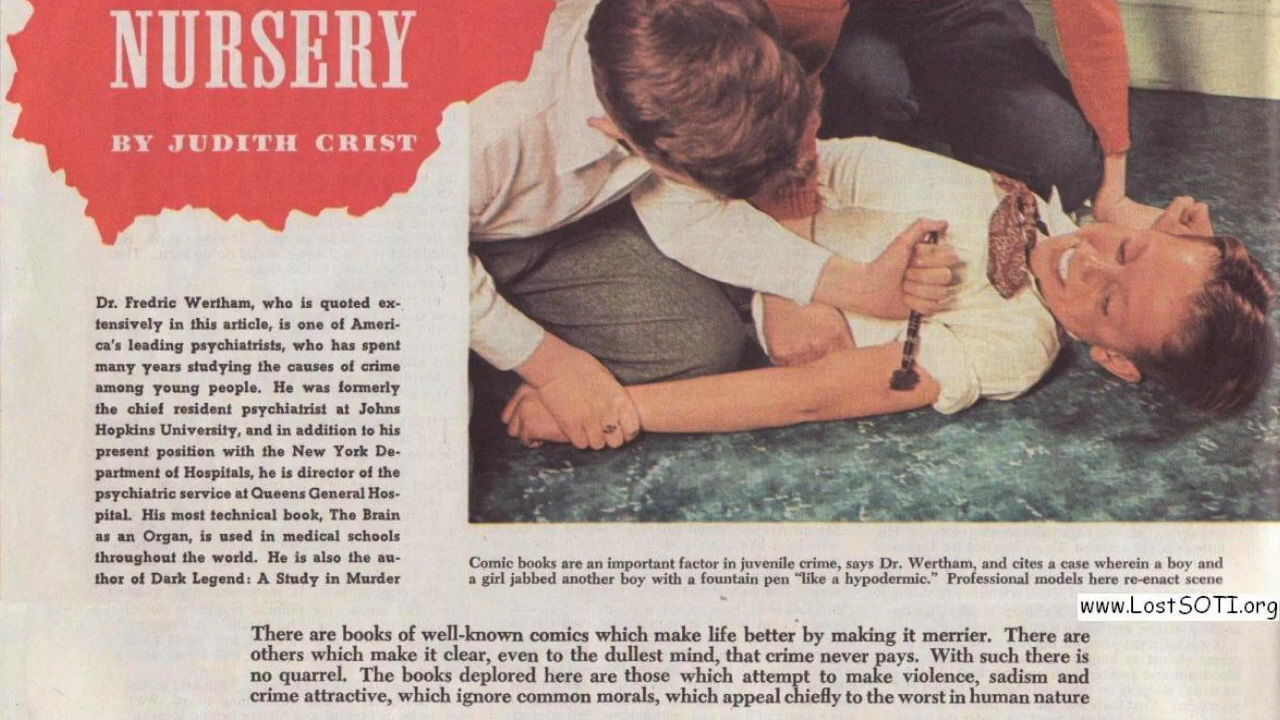 NURSERY
BY JUDITH CRIST
Dr. Fredric Wertham, who is quoted ex-
tensively in this article, is one of Ameri-
ca's leading psychiatrists, who has spent
many years studying the causes of crime
among young people. He was formerly
the chief resident psychiatrist at Johns
Hopkins University, and in addition to his
present position with the New York De-
partment of Hospitals, he is director of the
psychiatric service at Queens General Hos-
pital. His most technical book, The Brain
as an Organ, is used in medical schools
throughout the world. He is also the au-
thor of Dark Legend: A Study in Murder
Comic books are an important factor in juvenile crime, says Dr. Wertham, and cites a case wherein a boy and
a girl jabbed another boy with a fountain pen “like a hypodermic.” Professional models here re-enact scene
www.LostSOTI.org
There are books of well-known comics which make life better by making it merrier. There are
others which make it clear, even to the dullest mind, that crime never pays. With such there is
no quarrel. The books deplored here are those which attempt to make violence, sadism and
crime attractive, which ignore common morals, which appeal chiefly to the worst in human nature